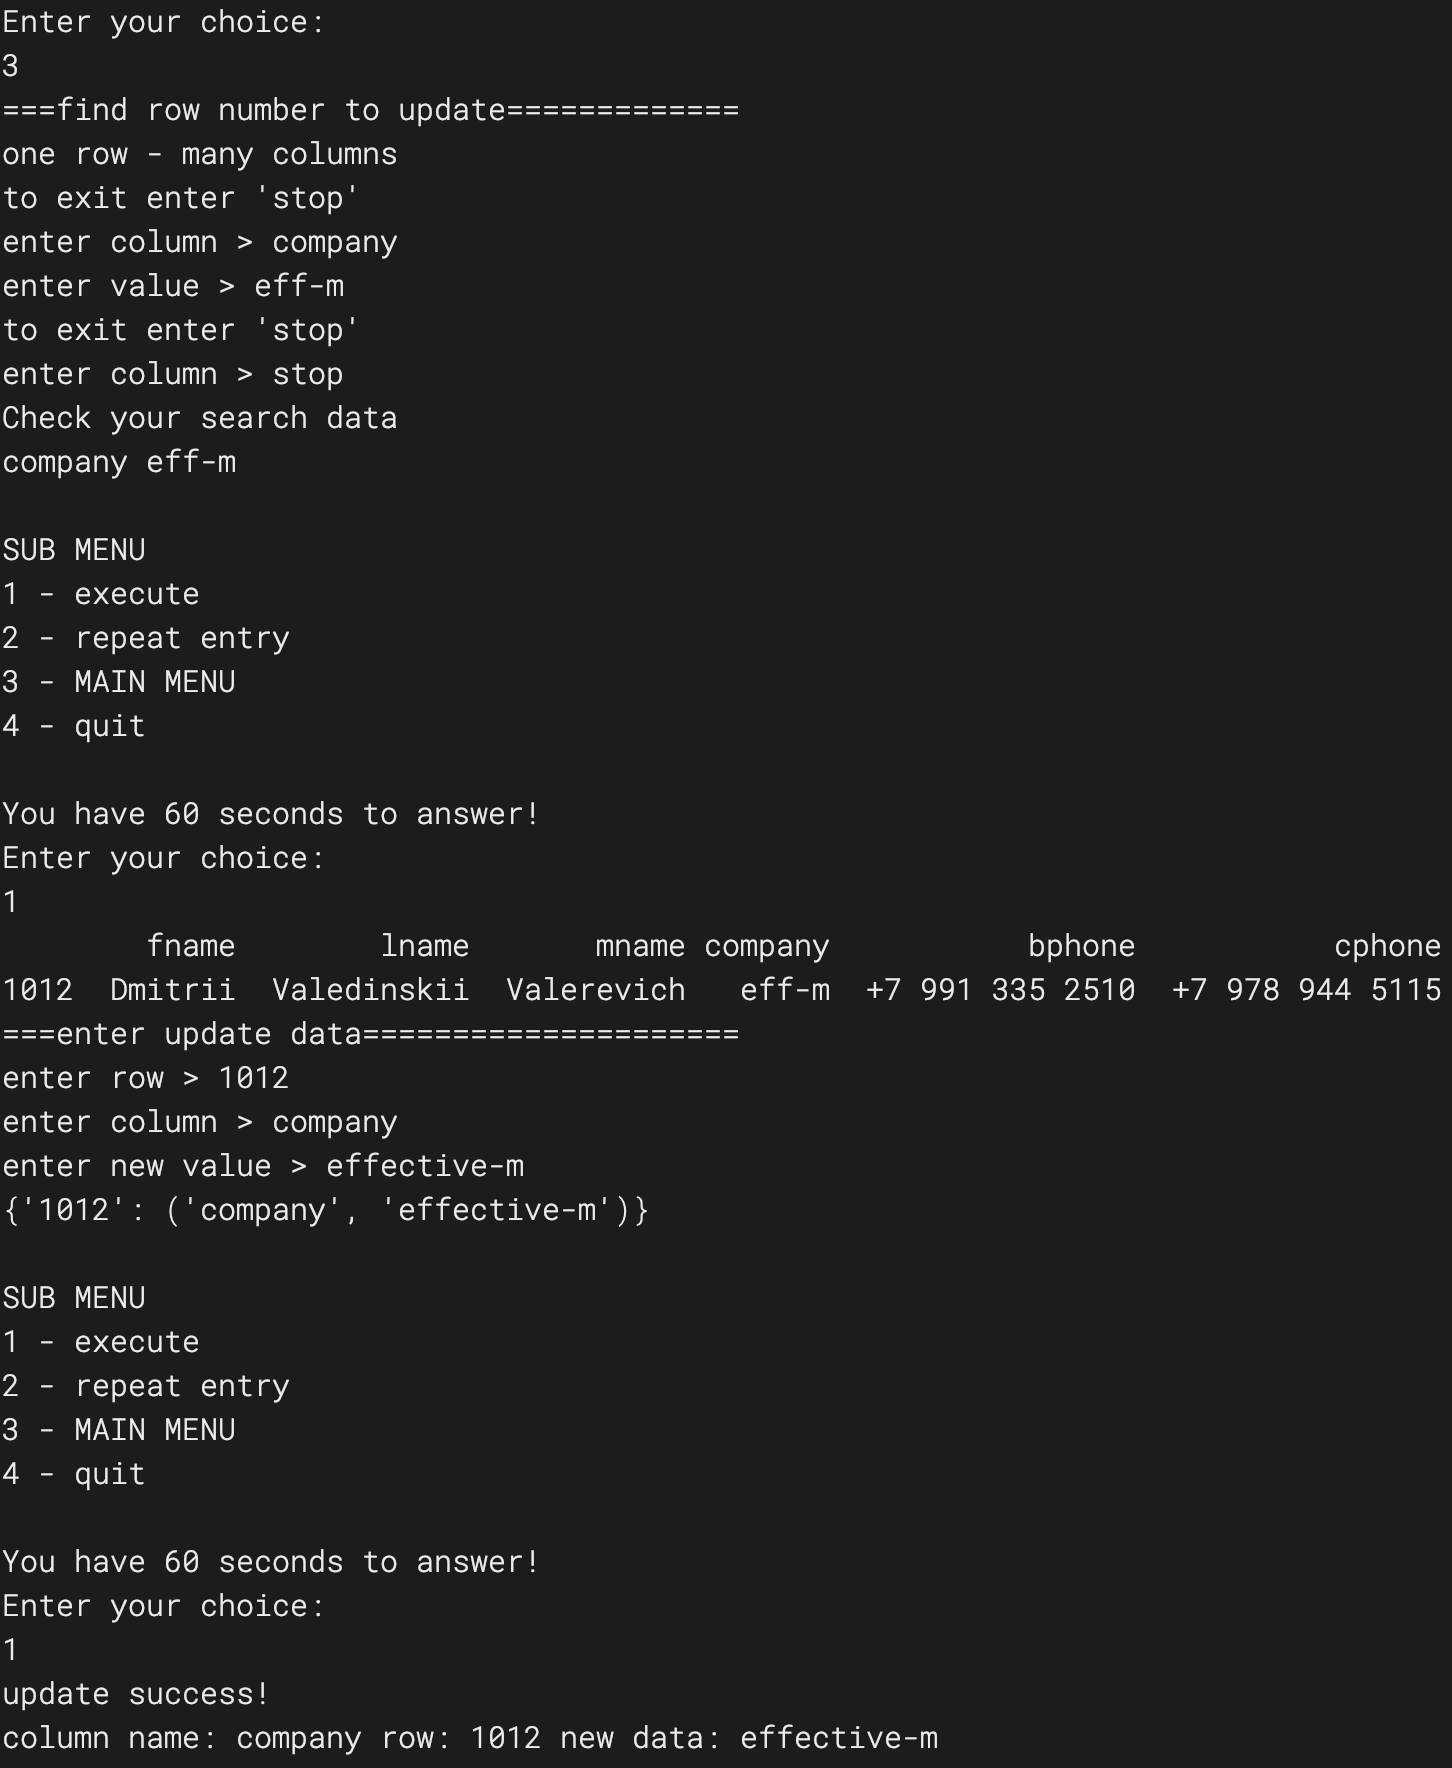 Enter your choice:
3
===find row number to update=============
one row - many columns
to exit enter 'stop'
enter column > company
enter value > eff-m
to exit enter 'stop'
enter column > stop
Check your search data
company eff-m

SUB MENU
1 - execute
2 - repeat entry
3 - MAIN MENU
4 - quit

You have 60 seconds to answer!
Enter your choice:
1
        fname        lname       mname company           bphone           cphone
1012  Dmitrii  Valedinskii  Valerevich   eff-m  +7 991 335 2510  +7 978 944 5115
===enter update data=====================
enter row > 1012
enter column > company
enter new value > effective-m
{'1012': ('company', 'effective-m')}

SUB MENU
1 - execute
2 - repeat entry
3 - MAIN MENU
4 - quit

You have 60 seconds to answer!
Enter your choice:
1
update success!
column name: company row: 1012 new data: effective-m